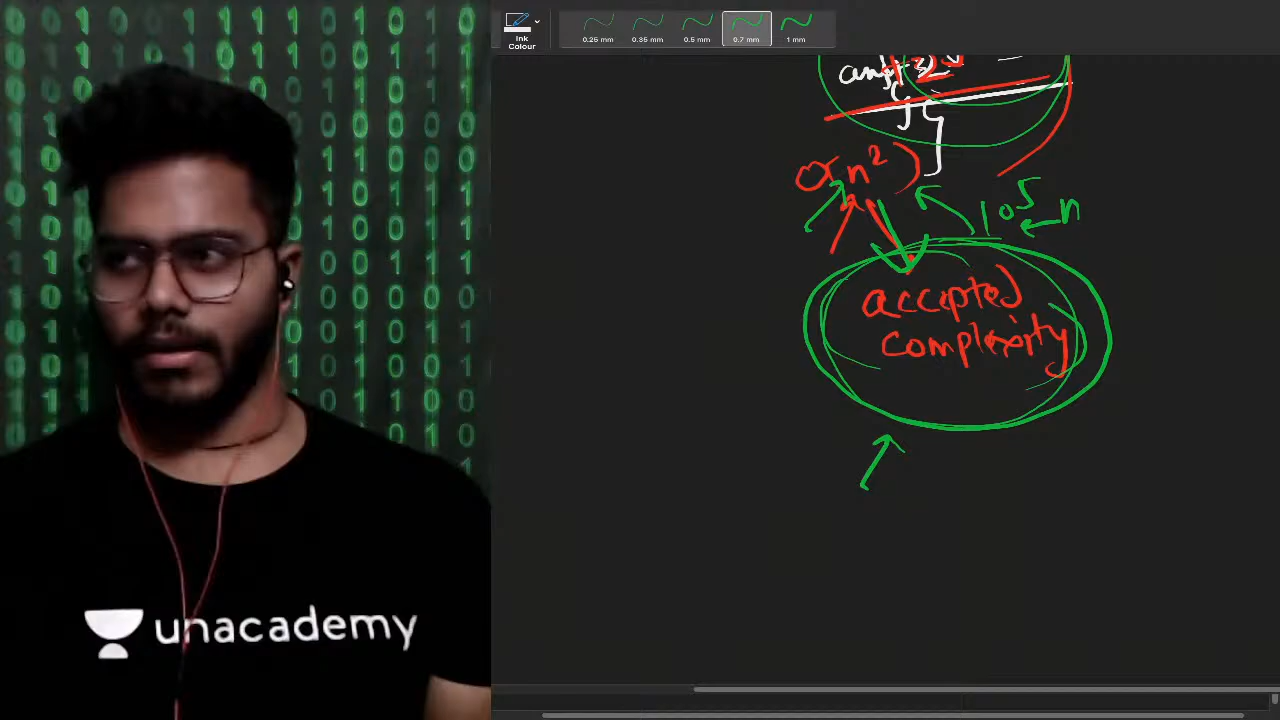 Ink
Colour
0.25 mm
0.35 mm
0.5 mm
0.7 mm
1 mm
O(n²)
10⁵ ← n
accepted
complexity
unacademy